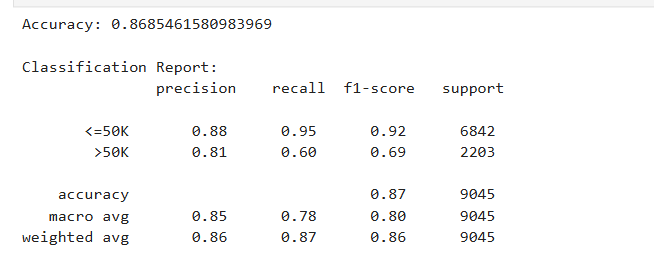 Accuracy: 0.8685461580983969
Classification Report:
precision recall f1-score support
<=50K 0.88 0.95 0.92 6842
>50K 0.81 0.60 0.69 2203
accuracy 0.87 9045
macro avg 0.85 0.78 0.80 9045
weighted avg 0.86 0.87 0.86 9045